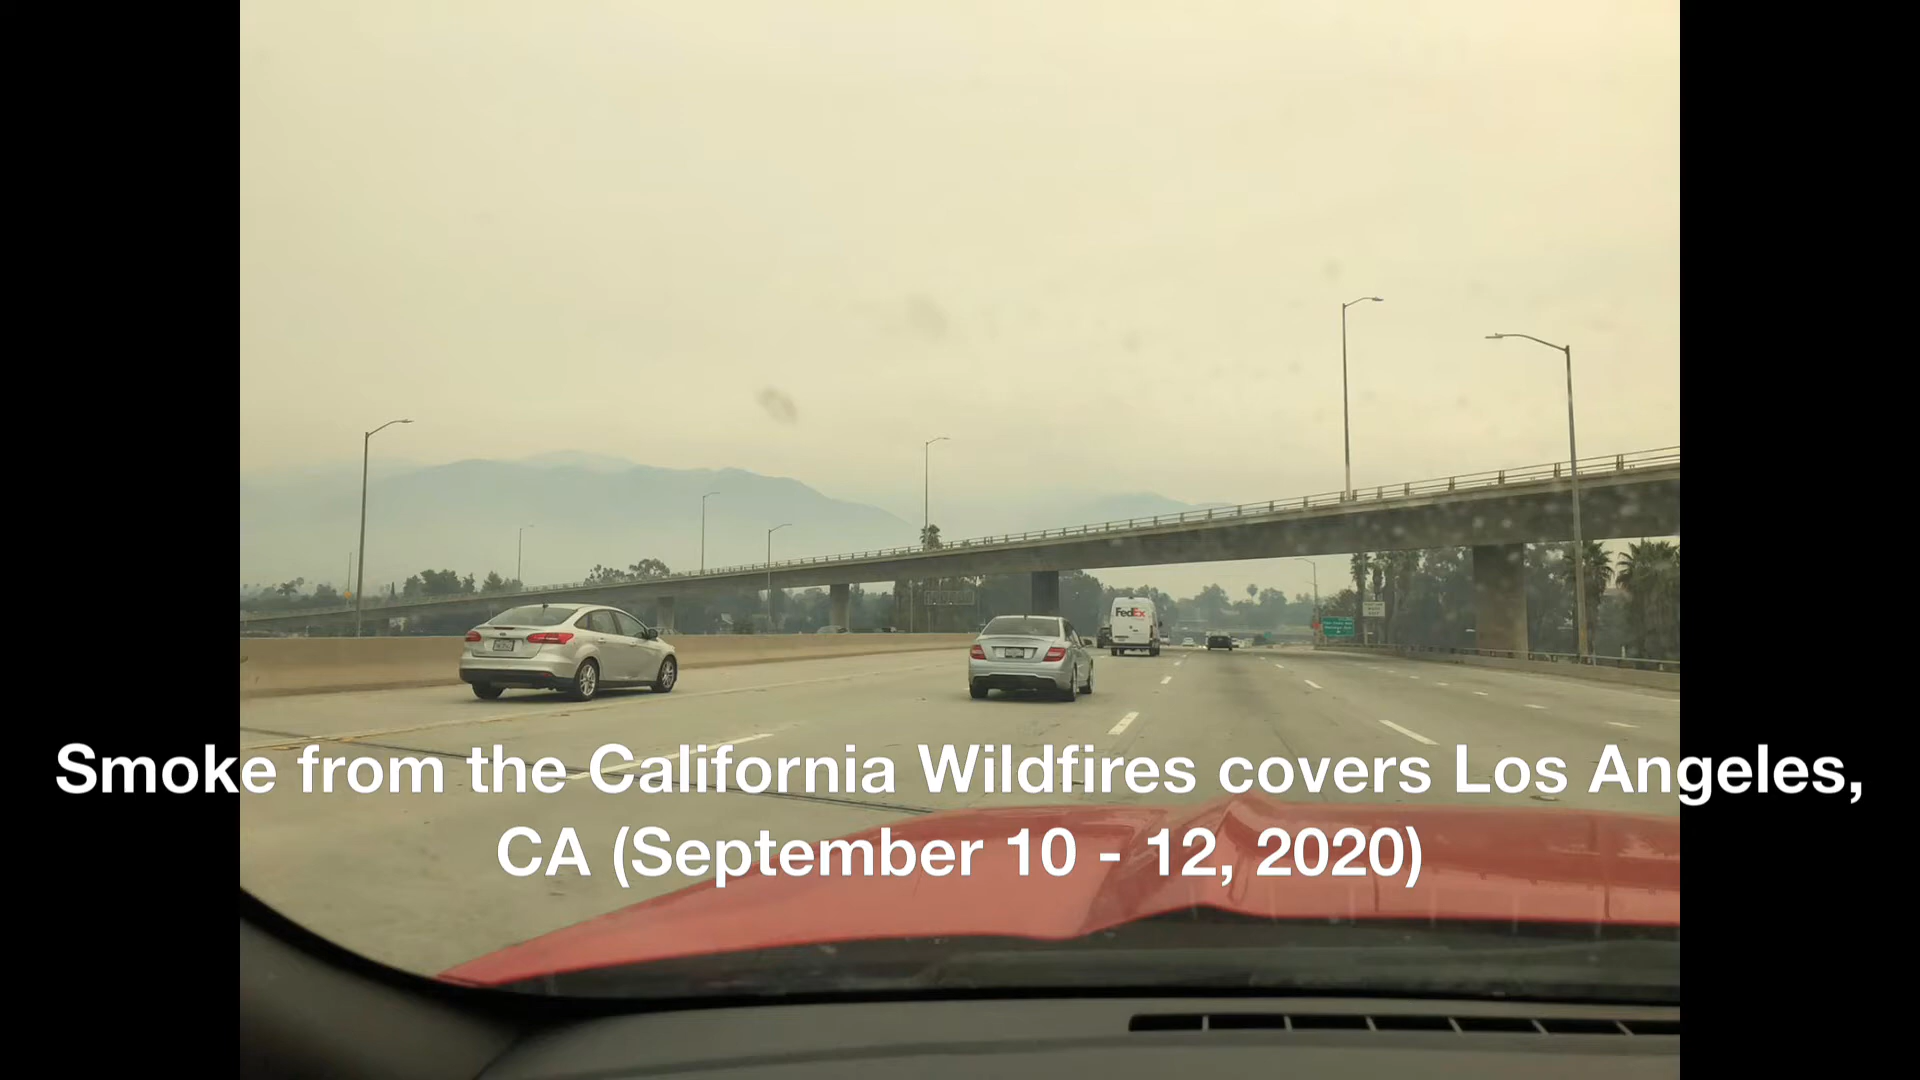 FedEx
Smoke from the California Wildfires covers Los Angeles,
CA (September 10 - 12, 2020)